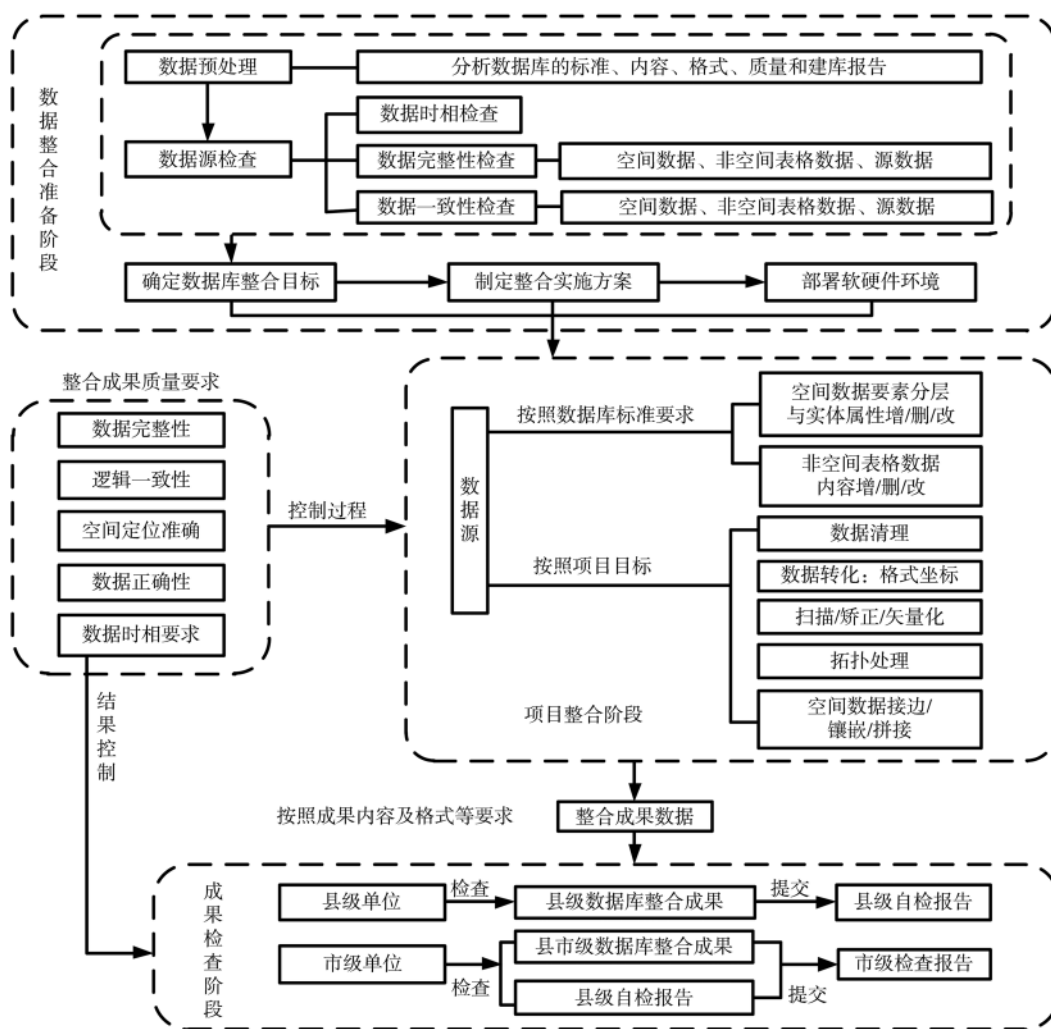 数据整合准备阶段
数据预处理
分析数据库的标准、内容、格式、质量和建库报告
数据时相检查
数据源检查
数据完整性检查
空间数据、非空间表格数据、源数据
数据一致性检查
空间数据、非空间表格数据、源数据
确定数据库整合目标
制定整合实施方案
部署软硬件环境
整合成果质量要求
数据完整性
逻辑一致性
空间定位准确
数据正确性
数据时相要求
控制过程
结果控制
数据源
按照数据库标准要求
空间数据要素分层
与实体属性增/删/改
非空间表格数据
内容增/删/改
按照项目目标
数据清理
数据转化：格式坐标
扫描/矫正/矢量化
拓扑处理
空间数据接边/
镶嵌/拼接
项目整合阶段
按照成果内容及格式等要求
整合成果数据
成果检查阶段
县级单位
检查
县级数据库整合成果
提交
县级自检报告
市级单位
检查
县市级数据库整合成果
县级自检报告
提交
市级检查报告